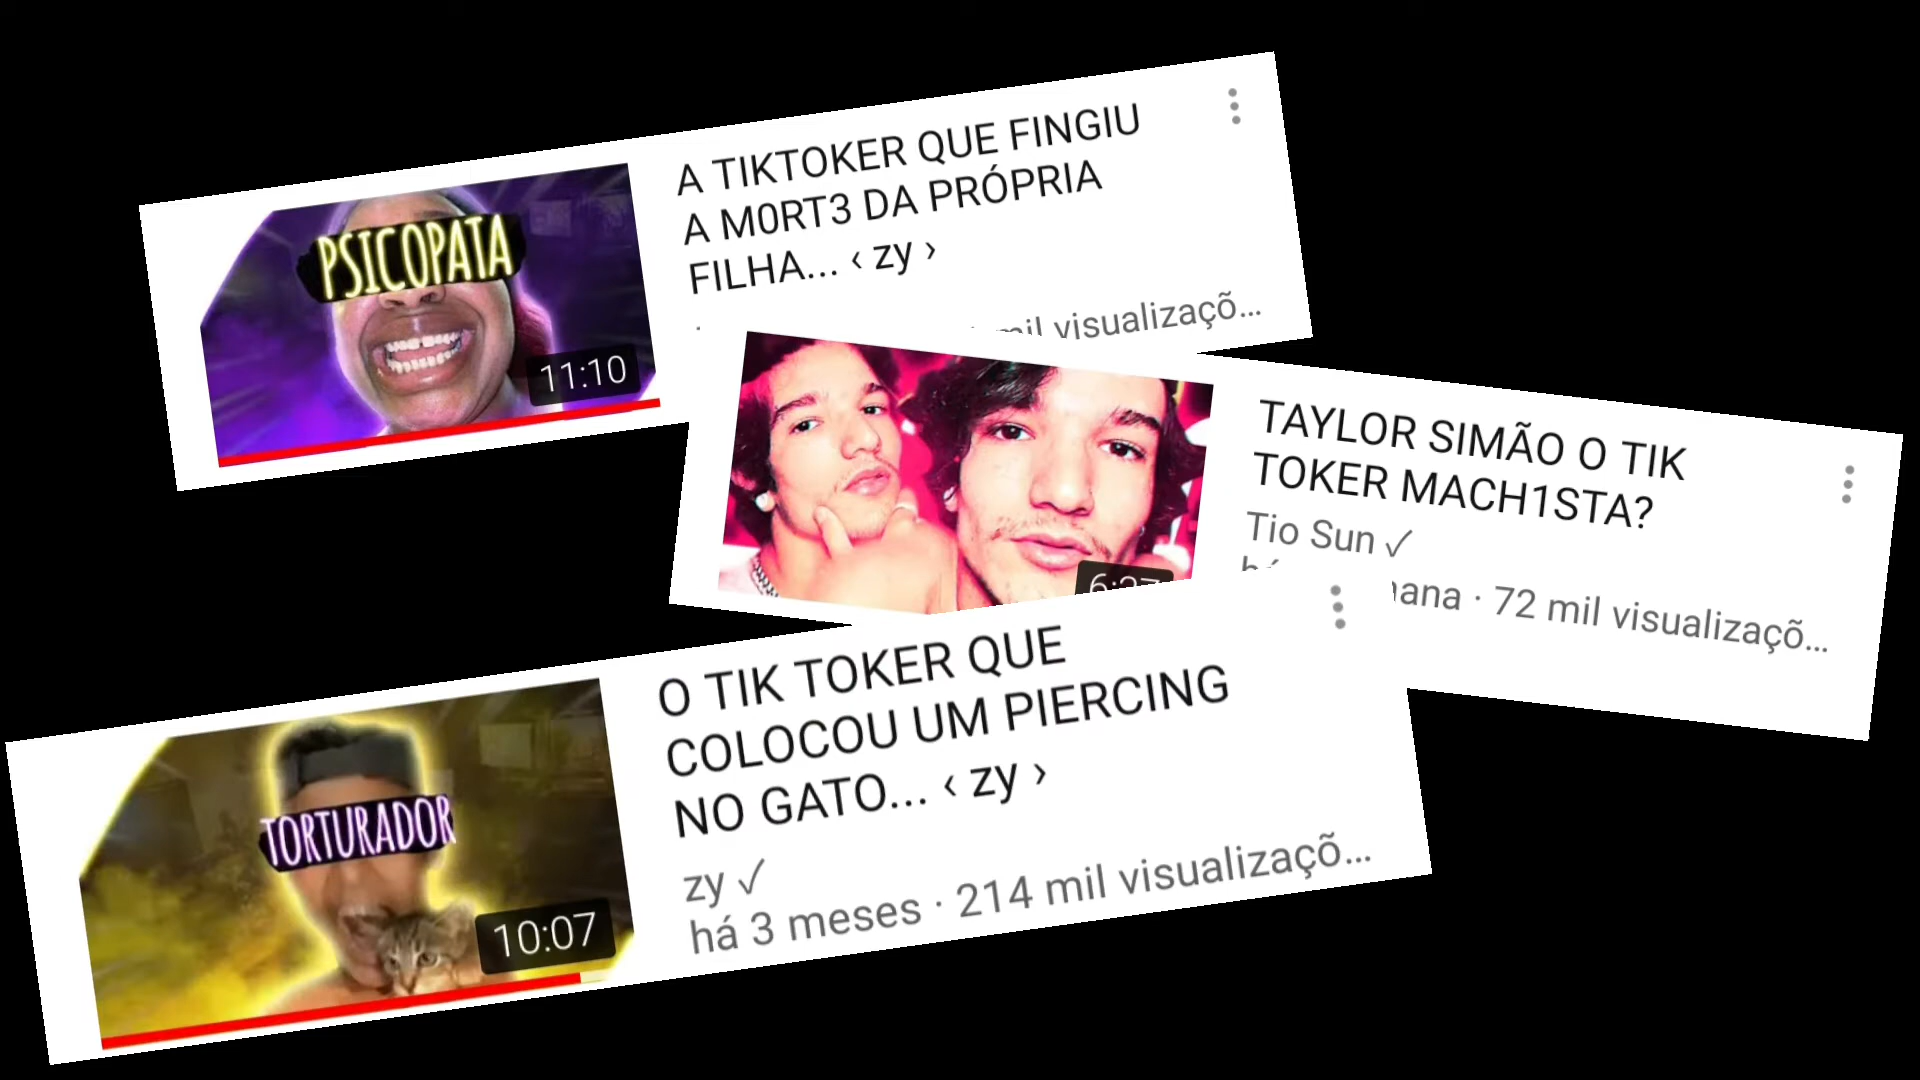 A TIKTOKER QUE FINGIU
A M0RT3 DA PRÓPRIA
FILHA... ‹ zy ›
mil visualizaçõ...
PSICOPATA
11:10
TAYLOR SIMÃO O TIK
TOKER MACH1STA?
Tio Sun ✓
72 mil visualizaçõ...
O TIK TOKER QUE
COLOCOU UM PIERCING
NO GATO... ‹ zy ›
zy ✓
há 3 meses · 214 mil visualizaçõ...
TORTURADOR
10:07